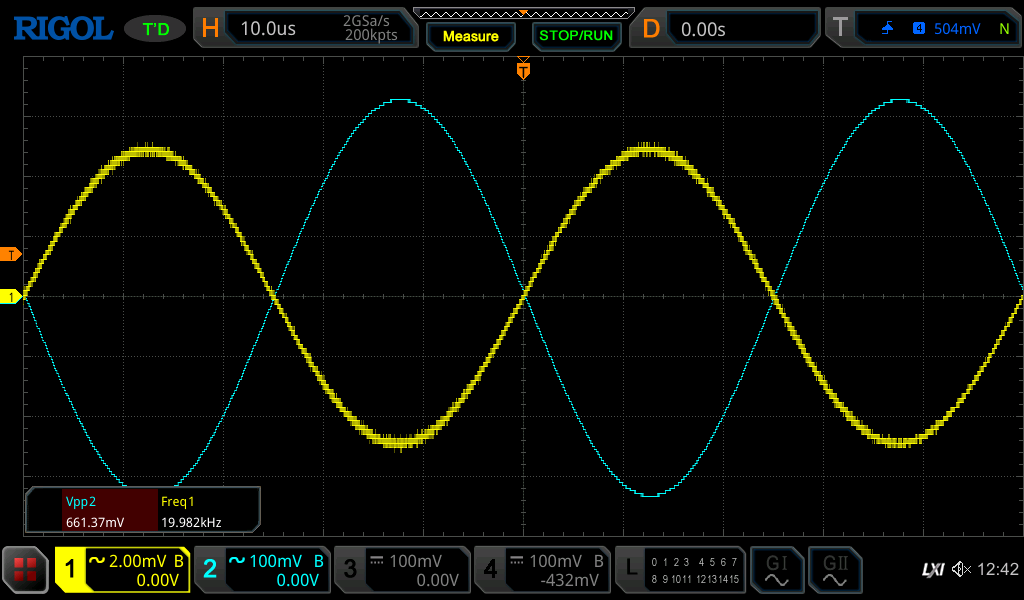 RIGOL T'D H 10.0us 2GSa/s 200kpts Measure STOP/RUN D 0.00s T 4 504mV N
T
T
1
Vpp2 Freq1
661.37mV 19.982kHz
1 2.00mV B 0.00V 2 100mV B 0.00V 3 100mV 0.00V 4 100mV -432mV L 0 1 2 3 4 5 6 7 8 9 10 11 12 13 14 15 GI GII LXI 12:42